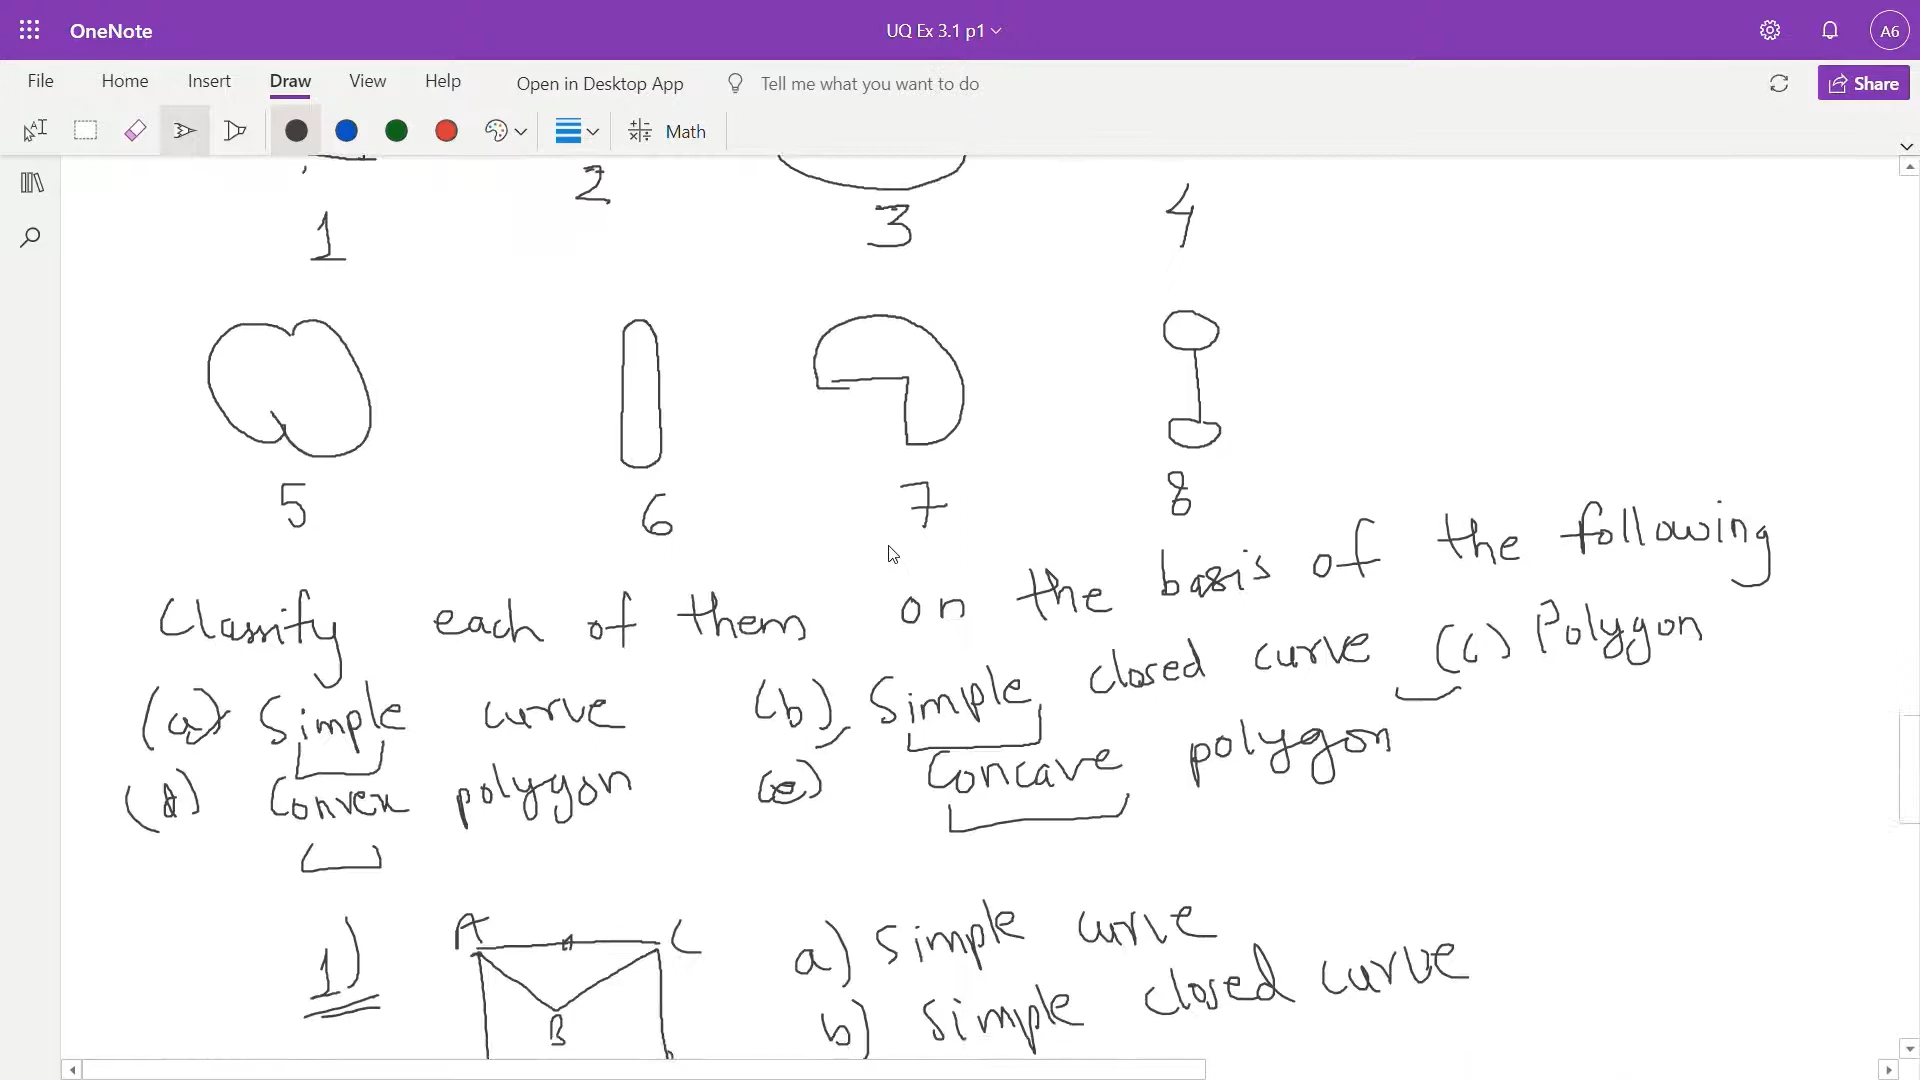 OneNote
UQ Ex 3.1 p1
A6
File Home Insert Draw View Help Open in Desktop App Tell me what you want to do
Share
Math
1 2 3 4
5 6 7 8
Classify each of them on the basis of the following
(a) Simple curve (b) Simple closed curve (c) Polygon
(d) Convex polygon (e) Concave polygon
1) A C a) Simple curve
B b) simple closed curve